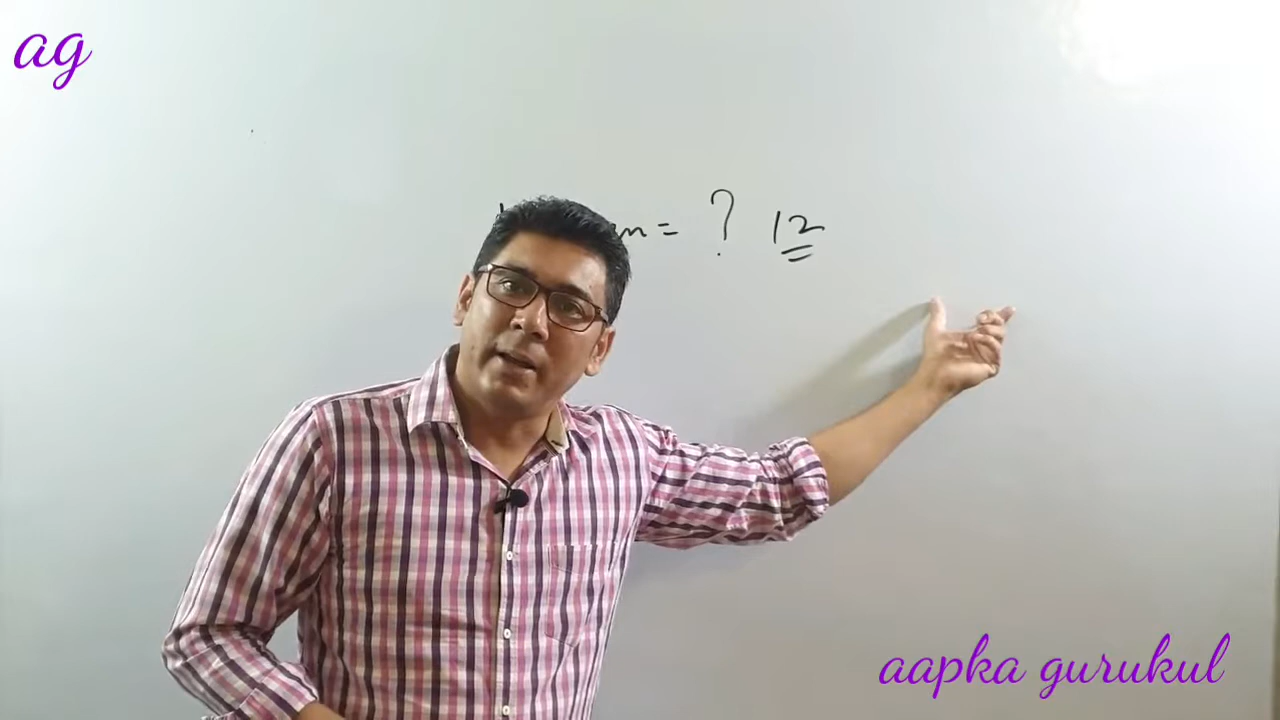 ag
m = ? 12
aapka gurukul